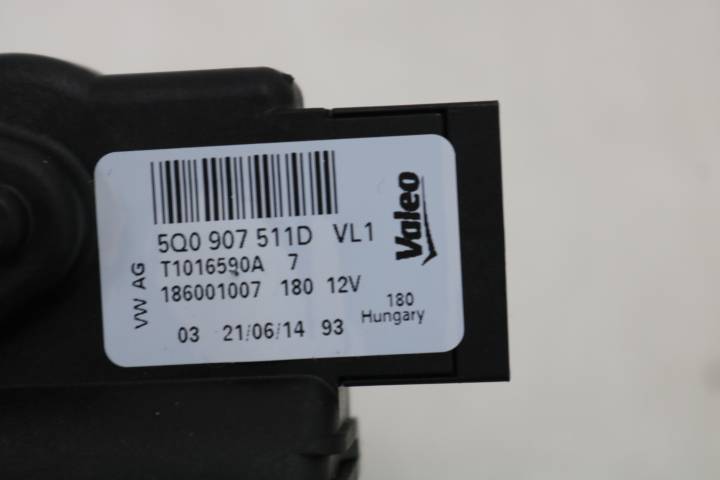 5Q0 907 511D VL1
T1016590A 7
186001007 180 12V
03 21/06/14 93
VW AG
Valeo
180
Hungary